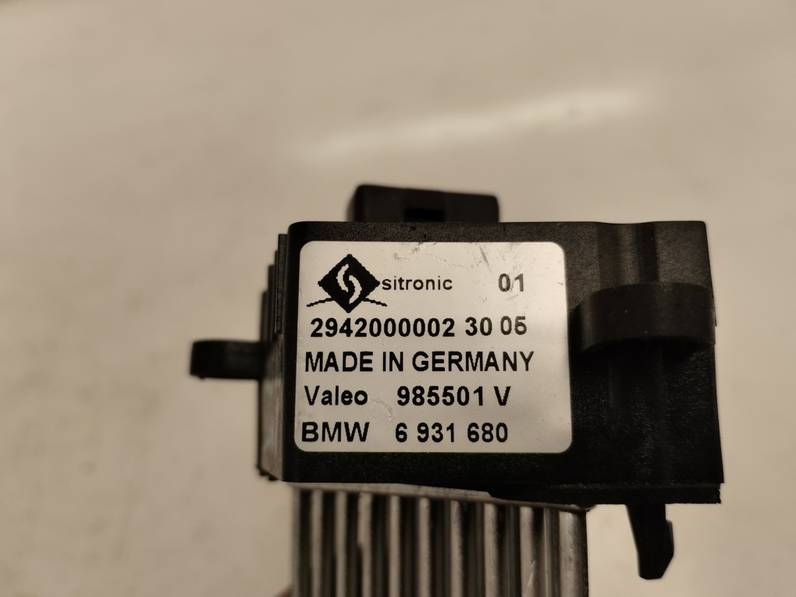 sitronic 01
2942000002 30 05
MADE IN GERMANY
Valeo 985501 V
BMW 6 931 680